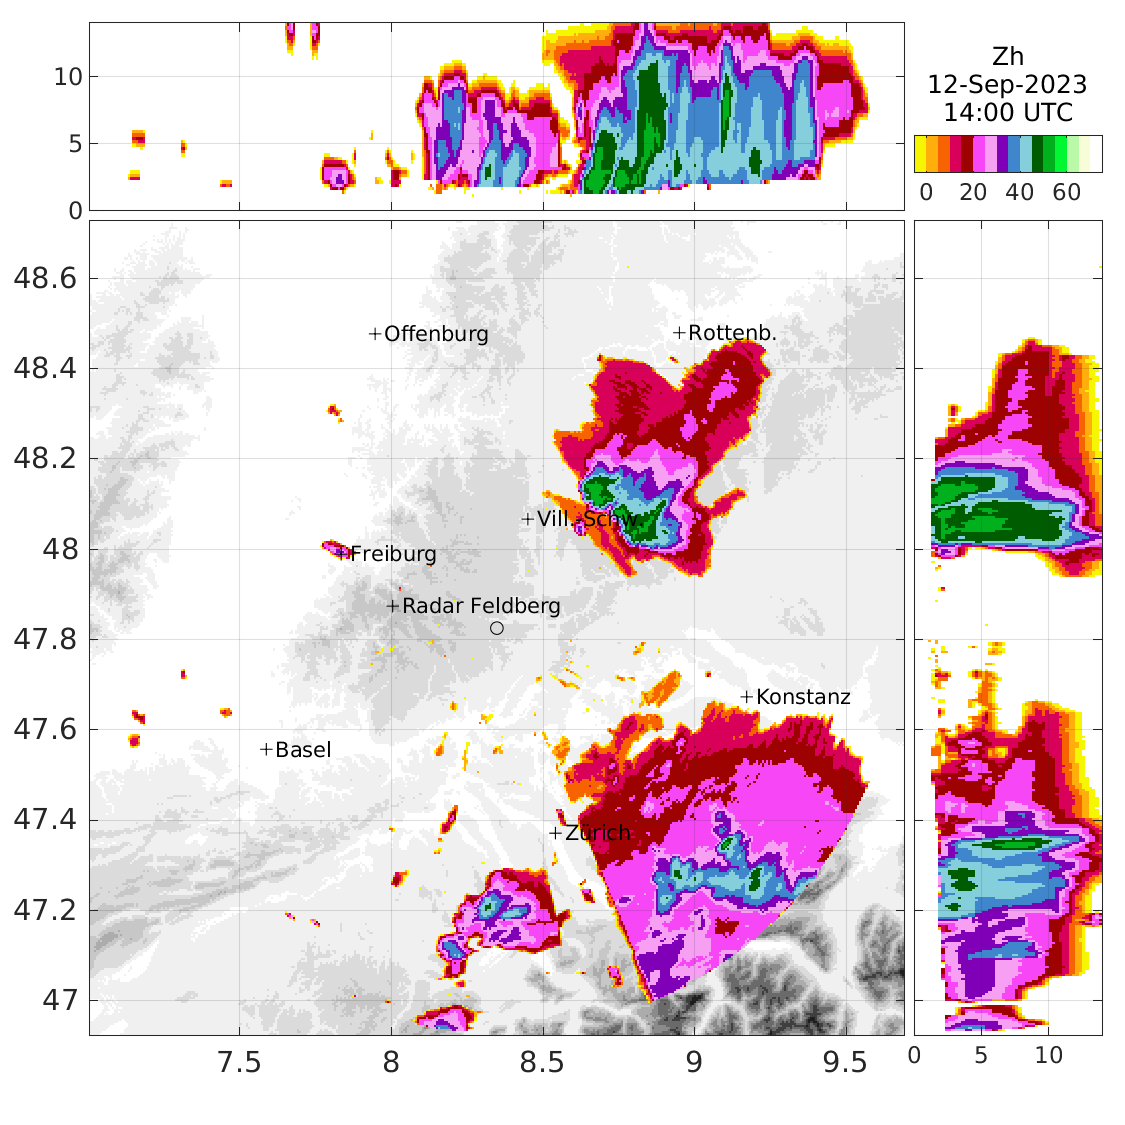 10
5
0
Zh
12-Sep-2023
14:00 UTC
0 20 40 60
48.6
48.4
48.2
48
47.8
47.6
47.4
47.2
47
+Offenburg
+Rottenb.
+Vill.-Schw.
+Freiburg
+Radar Feldberg
+Konstanz
+Basel
+Zürich
7.5 8 8.5 9 9.5
0 5 10